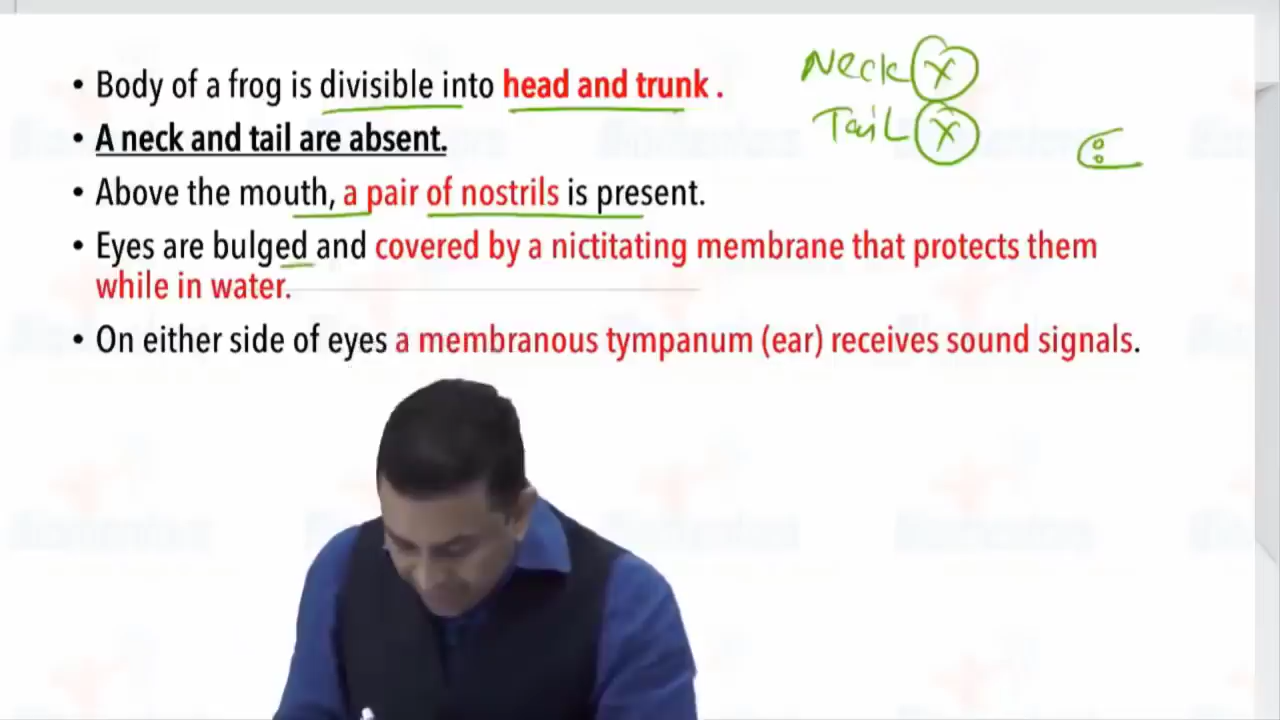 • Body of a frog is divisible into head and trunk .
Neck X
• A neck and tail are absent.
Tail X
• Above the mouth, a pair of nostrils is present.
• Eyes are bulged and covered by a nictitating membrane that protects them
while in water.
• On either side of eyes a membranous tympanum (ear) receives sound signals.